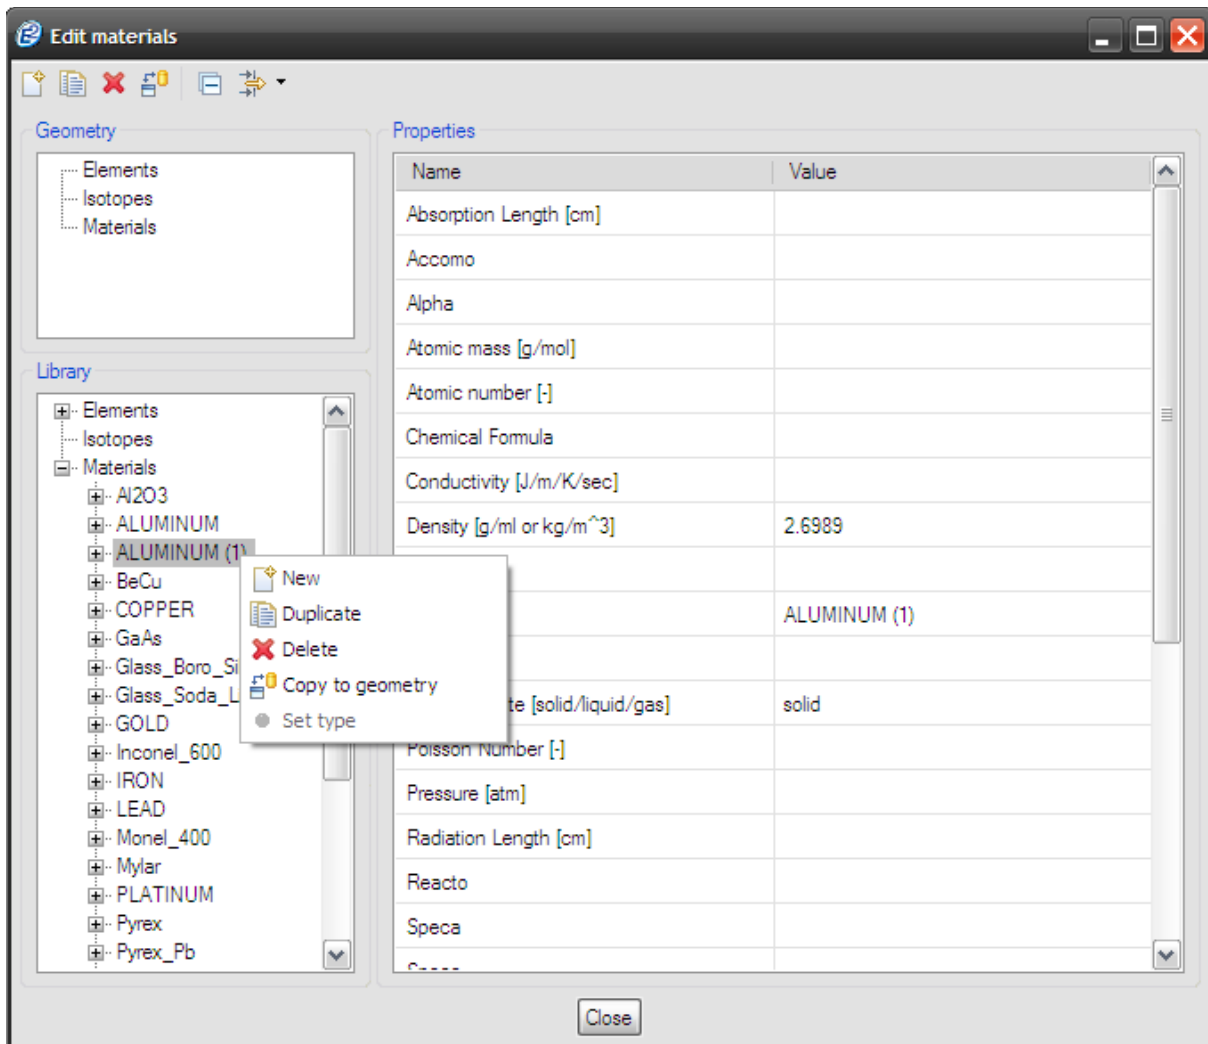 Edit materials
Geometry
Elements
Isotopes
Materials
Library
Elements
Isotopes
Materials
Al2O3
ALUMINUM
ALUMINUM (1)
BeCu
COPPER
GaAs
Glass_Boro_Si
Glass_Soda_L
GOLD
Inconel_600
IRON
LEAD
Monel_400
Mylar
PLATINUM
Pyrex
Pyrex_Pb
New
Duplicate
Delete
Copy to geometry
Set type
Properties
Name Value
Absorption Length [cm]
Accomo
Alpha
Atomic mass [g/mol]
Atomic number [-]
Chemical Formula
Conductivity [J/m/K/sec]
Density [g/ml or kg/m^3] 2.6989
ALUMINUM (1)
te [solid/liquid/gas] solid
Poisson Number [-]
Pressure [atm]
Radiation Length [cm]
Reacto
Speca
Close